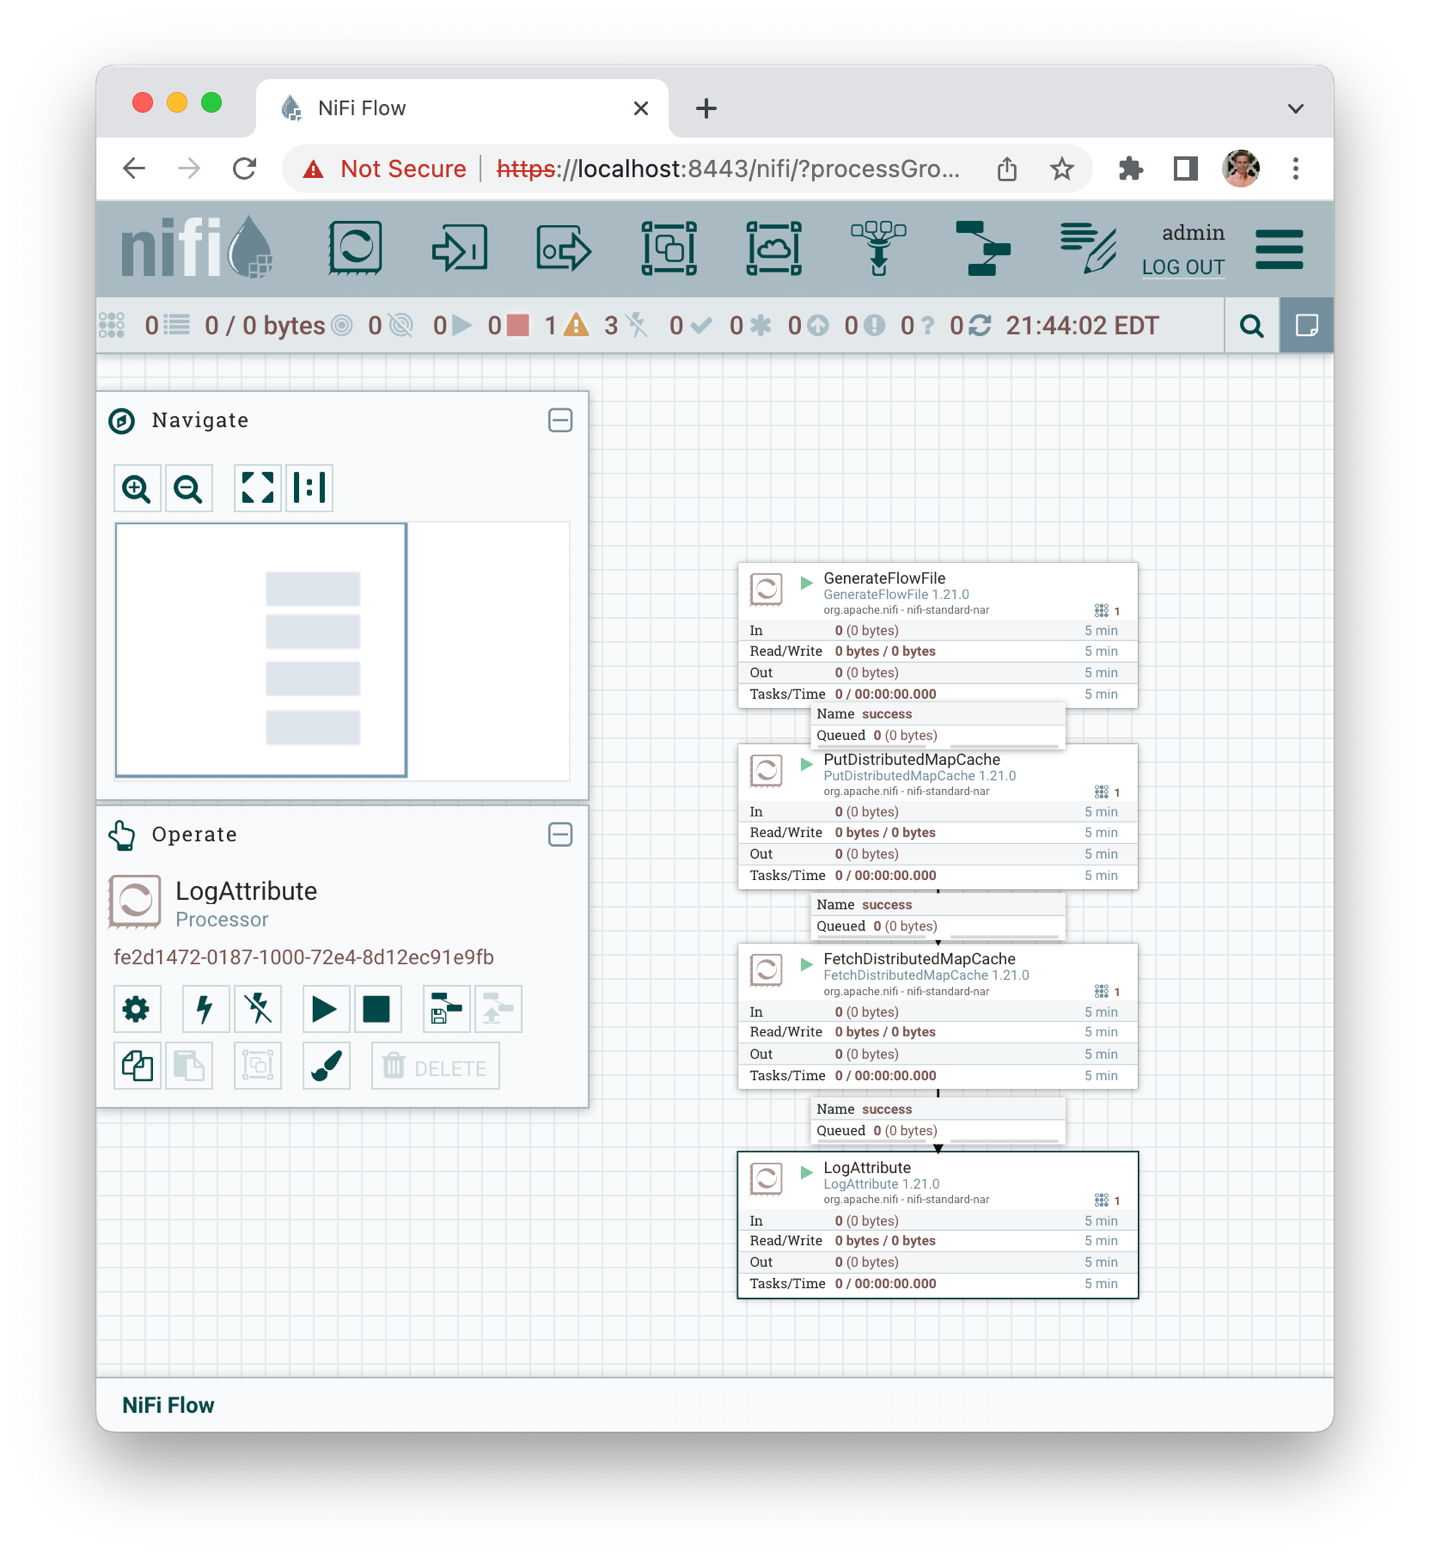 NiFi Flow
Not Secure https://localhost:8443/nifi/?processGro...
nifi
admin
LOG OUT
0 0 / 0 bytes 0 0 0 1 3 0 0 0 0 0 21:44:02 EDT
Navigate
Operate
LogAttribute
Processor
fe2d1472-0187-1000-72e4-8d12ec91e9fb
DELETE
GenerateFlowFile
GenerateFlowFile 1.21.0
org.apache.nifi - nifi-standard-nar
1
In 0 (0 bytes) 5 min
Read/Write 0 bytes / 0 bytes 5 min
Out 0 (0 bytes) 5 min
Tasks/Time 0 / 00:00:00.000 5 min
Name success
Queued 0 (0 bytes)
PutDistributedMapCache
PutDistributedMapCache 1.21.0
org.apache.nifi - nifi-standard-nar
1
In 0 (0 bytes) 5 min
Read/Write 0 bytes / 0 bytes 5 min
Out 0 (0 bytes) 5 min
Tasks/Time 0 / 00:00:00.000 5 min
Name success
Queued 0 (0 bytes)
FetchDistributedMapCache
FetchDistributedMapCache 1.21.0
org.apache.nifi - nifi-standard-nar
1
In 0 (0 bytes) 5 min
Read/Write 0 bytes / 0 bytes 5 min
Out 0 (0 bytes) 5 min
Tasks/Time 0 / 00:00:00.000 5 min
Name success
Queued 0 (0 bytes)
LogAttribute
LogAttribute 1.21.0
org.apache.nifi - nifi-standard-nar
1
In 0 (0 bytes) 5 min
Read/Write 0 bytes / 0 bytes 5 min
Out 0 (0 bytes) 5 min
Tasks/Time 0 / 00:00:00.000 5 min
NiFi Flow